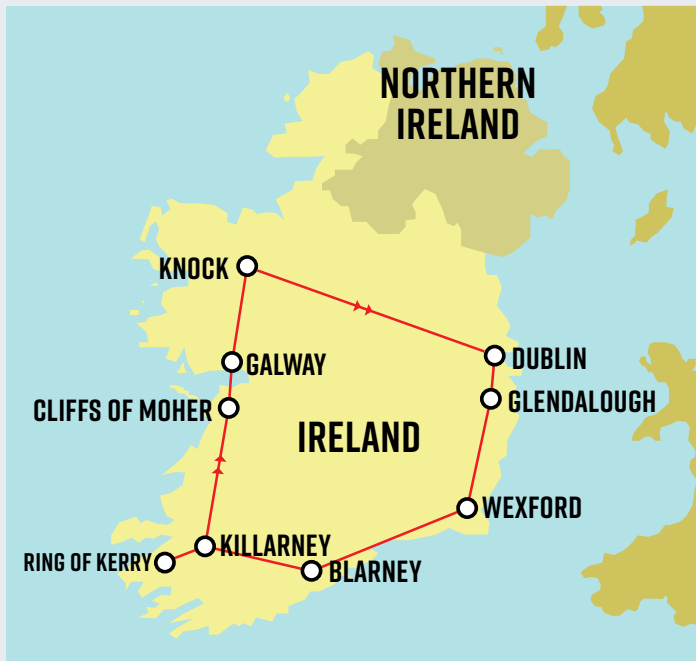 NORTHERN
IRELAND
KNOCK
GALWAY
DUBLIN
CLIFFS OF MOHER
GLENDALOUGH
IRELAND
WEXFORD
KILLARNEY
RING OF KERRY
BLARNEY